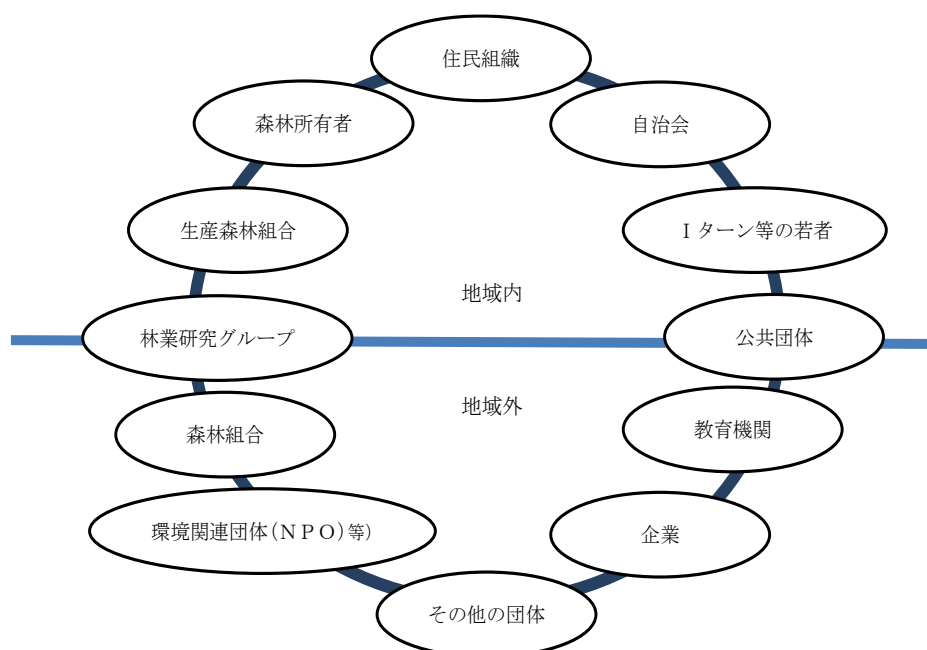 住民組織
森林所有者
自治会
生産森林組合
Ｉターン等の若者
地域内
林業研究グループ
公共団体
地域外
森林組合
教育機関
環境関連団体（ＮＰＯ）等）
企業
その他の団体